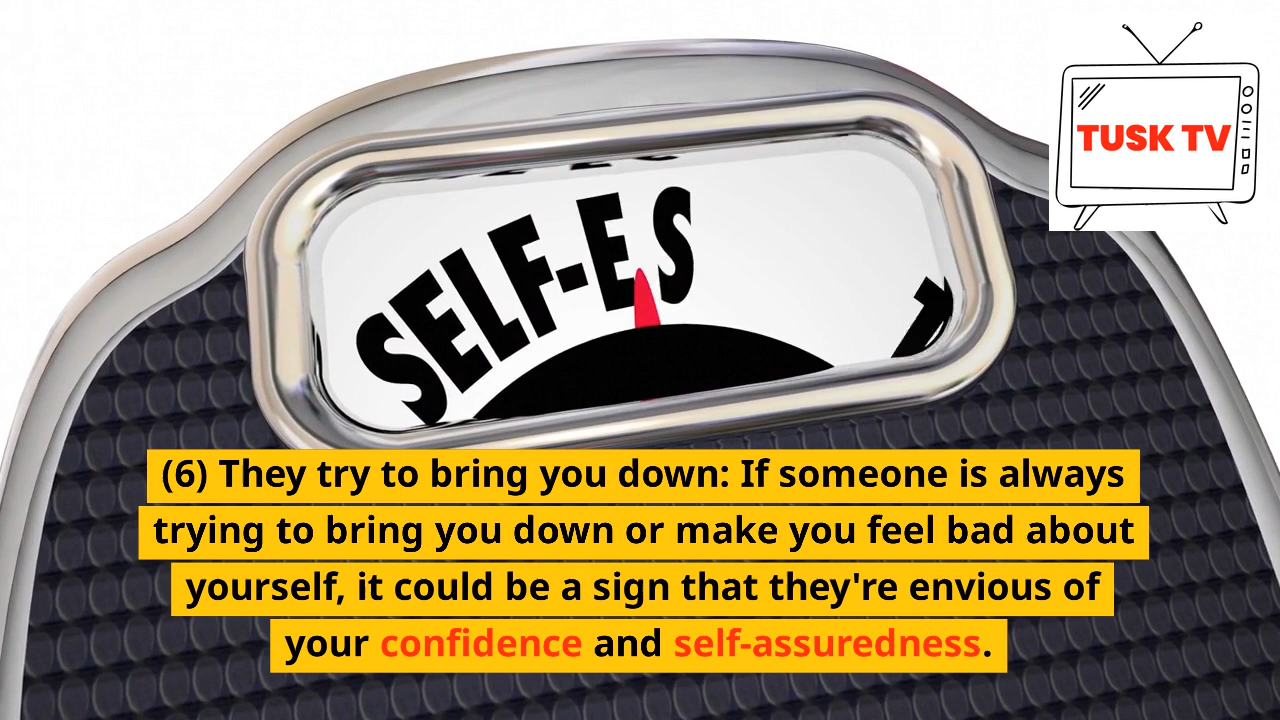 TUSK TV
SELF-ES
(6) They try to bring you down: If someone is always
trying to bring you down or make you feel bad about
yourself, it could be a sign that they're envious of
your confidence and self-assuredness.